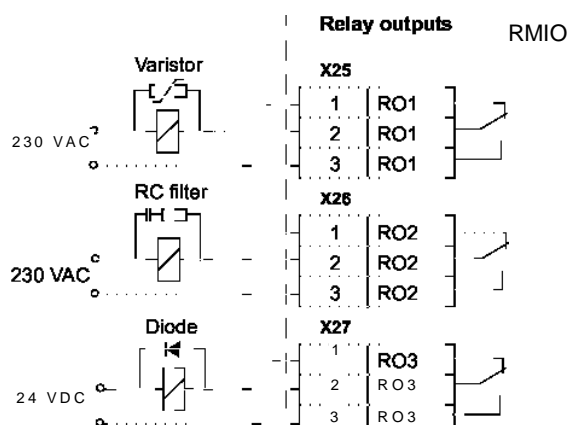 Relay outputs RMIO
Varistor
X25
1 RO1
230 VAC 2 RO1
3 RO1
RC filter
X26
1 RO2
230 VAC 2 RO2
3 RO2
Diode
X27
1 RO3
24 VDC 2 RO3
3 RO3